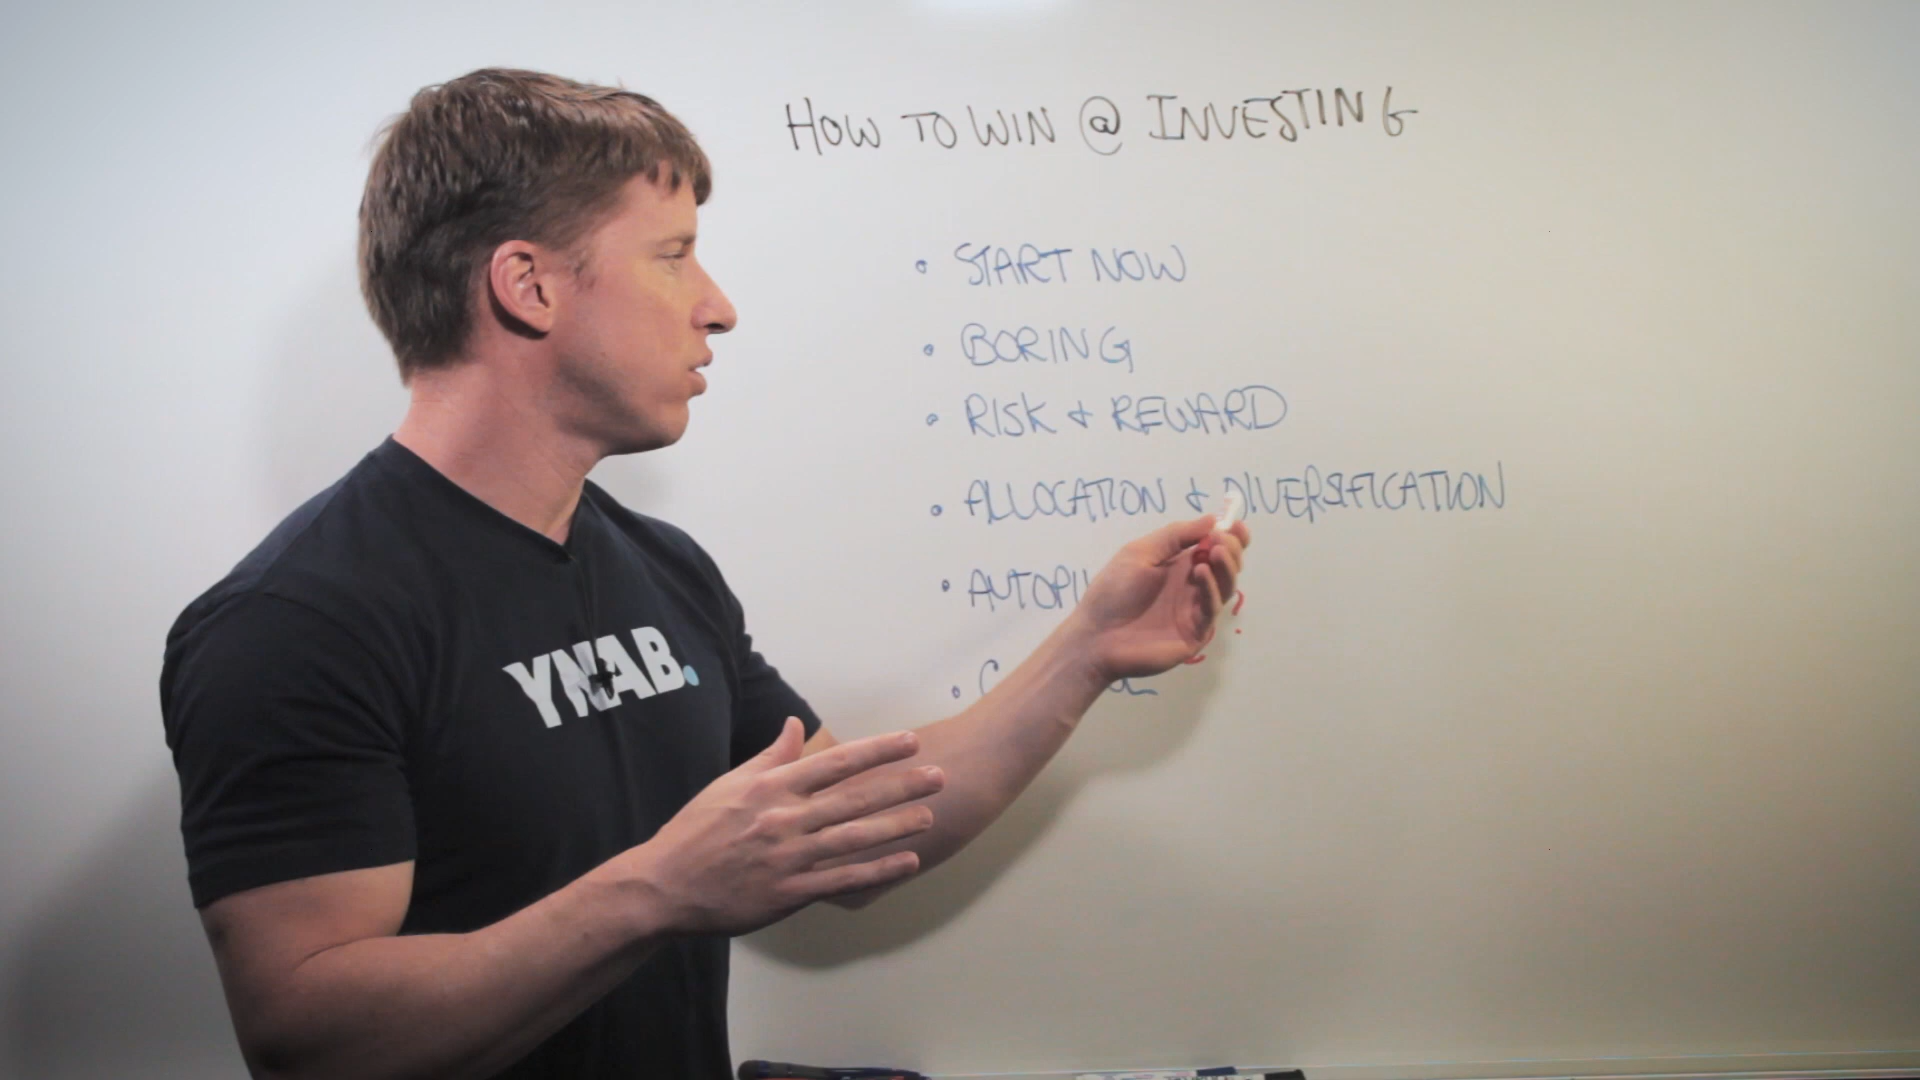 HOW TO WIN @ INVESTING
• START NOW
• BORING
• RISK & REWARD
• ALLOCATION & DIVERSIFICATION
YNAB.